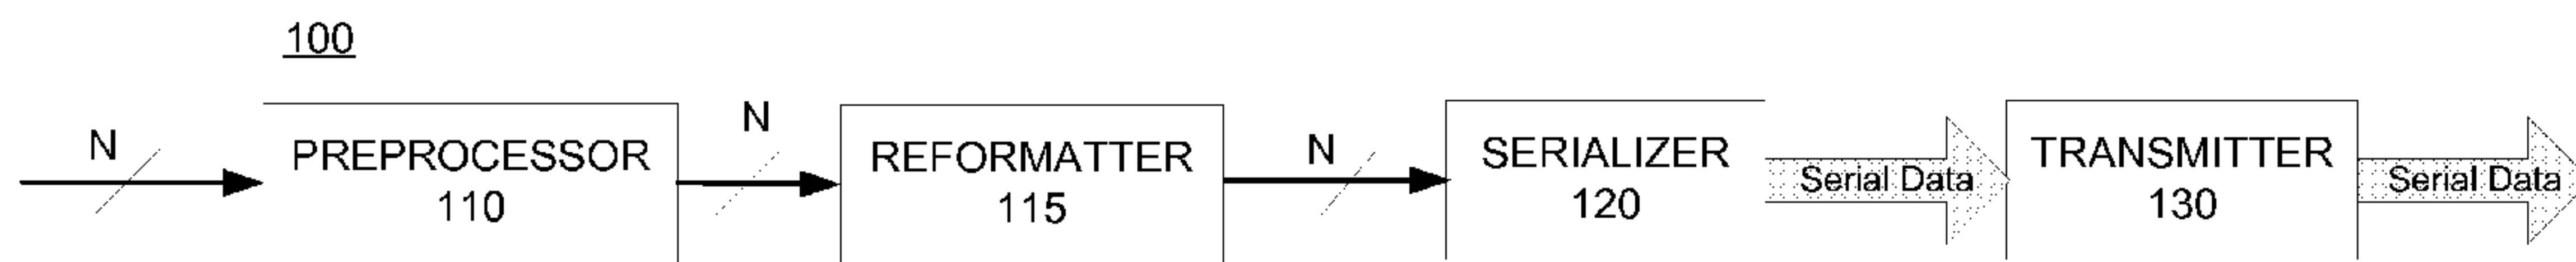 100
N
PREPROCESSOR
110
N
REFORMATTER
115
N
SERIALIZER
120
Serial Data
TRANSMITTER
130
Serial Data